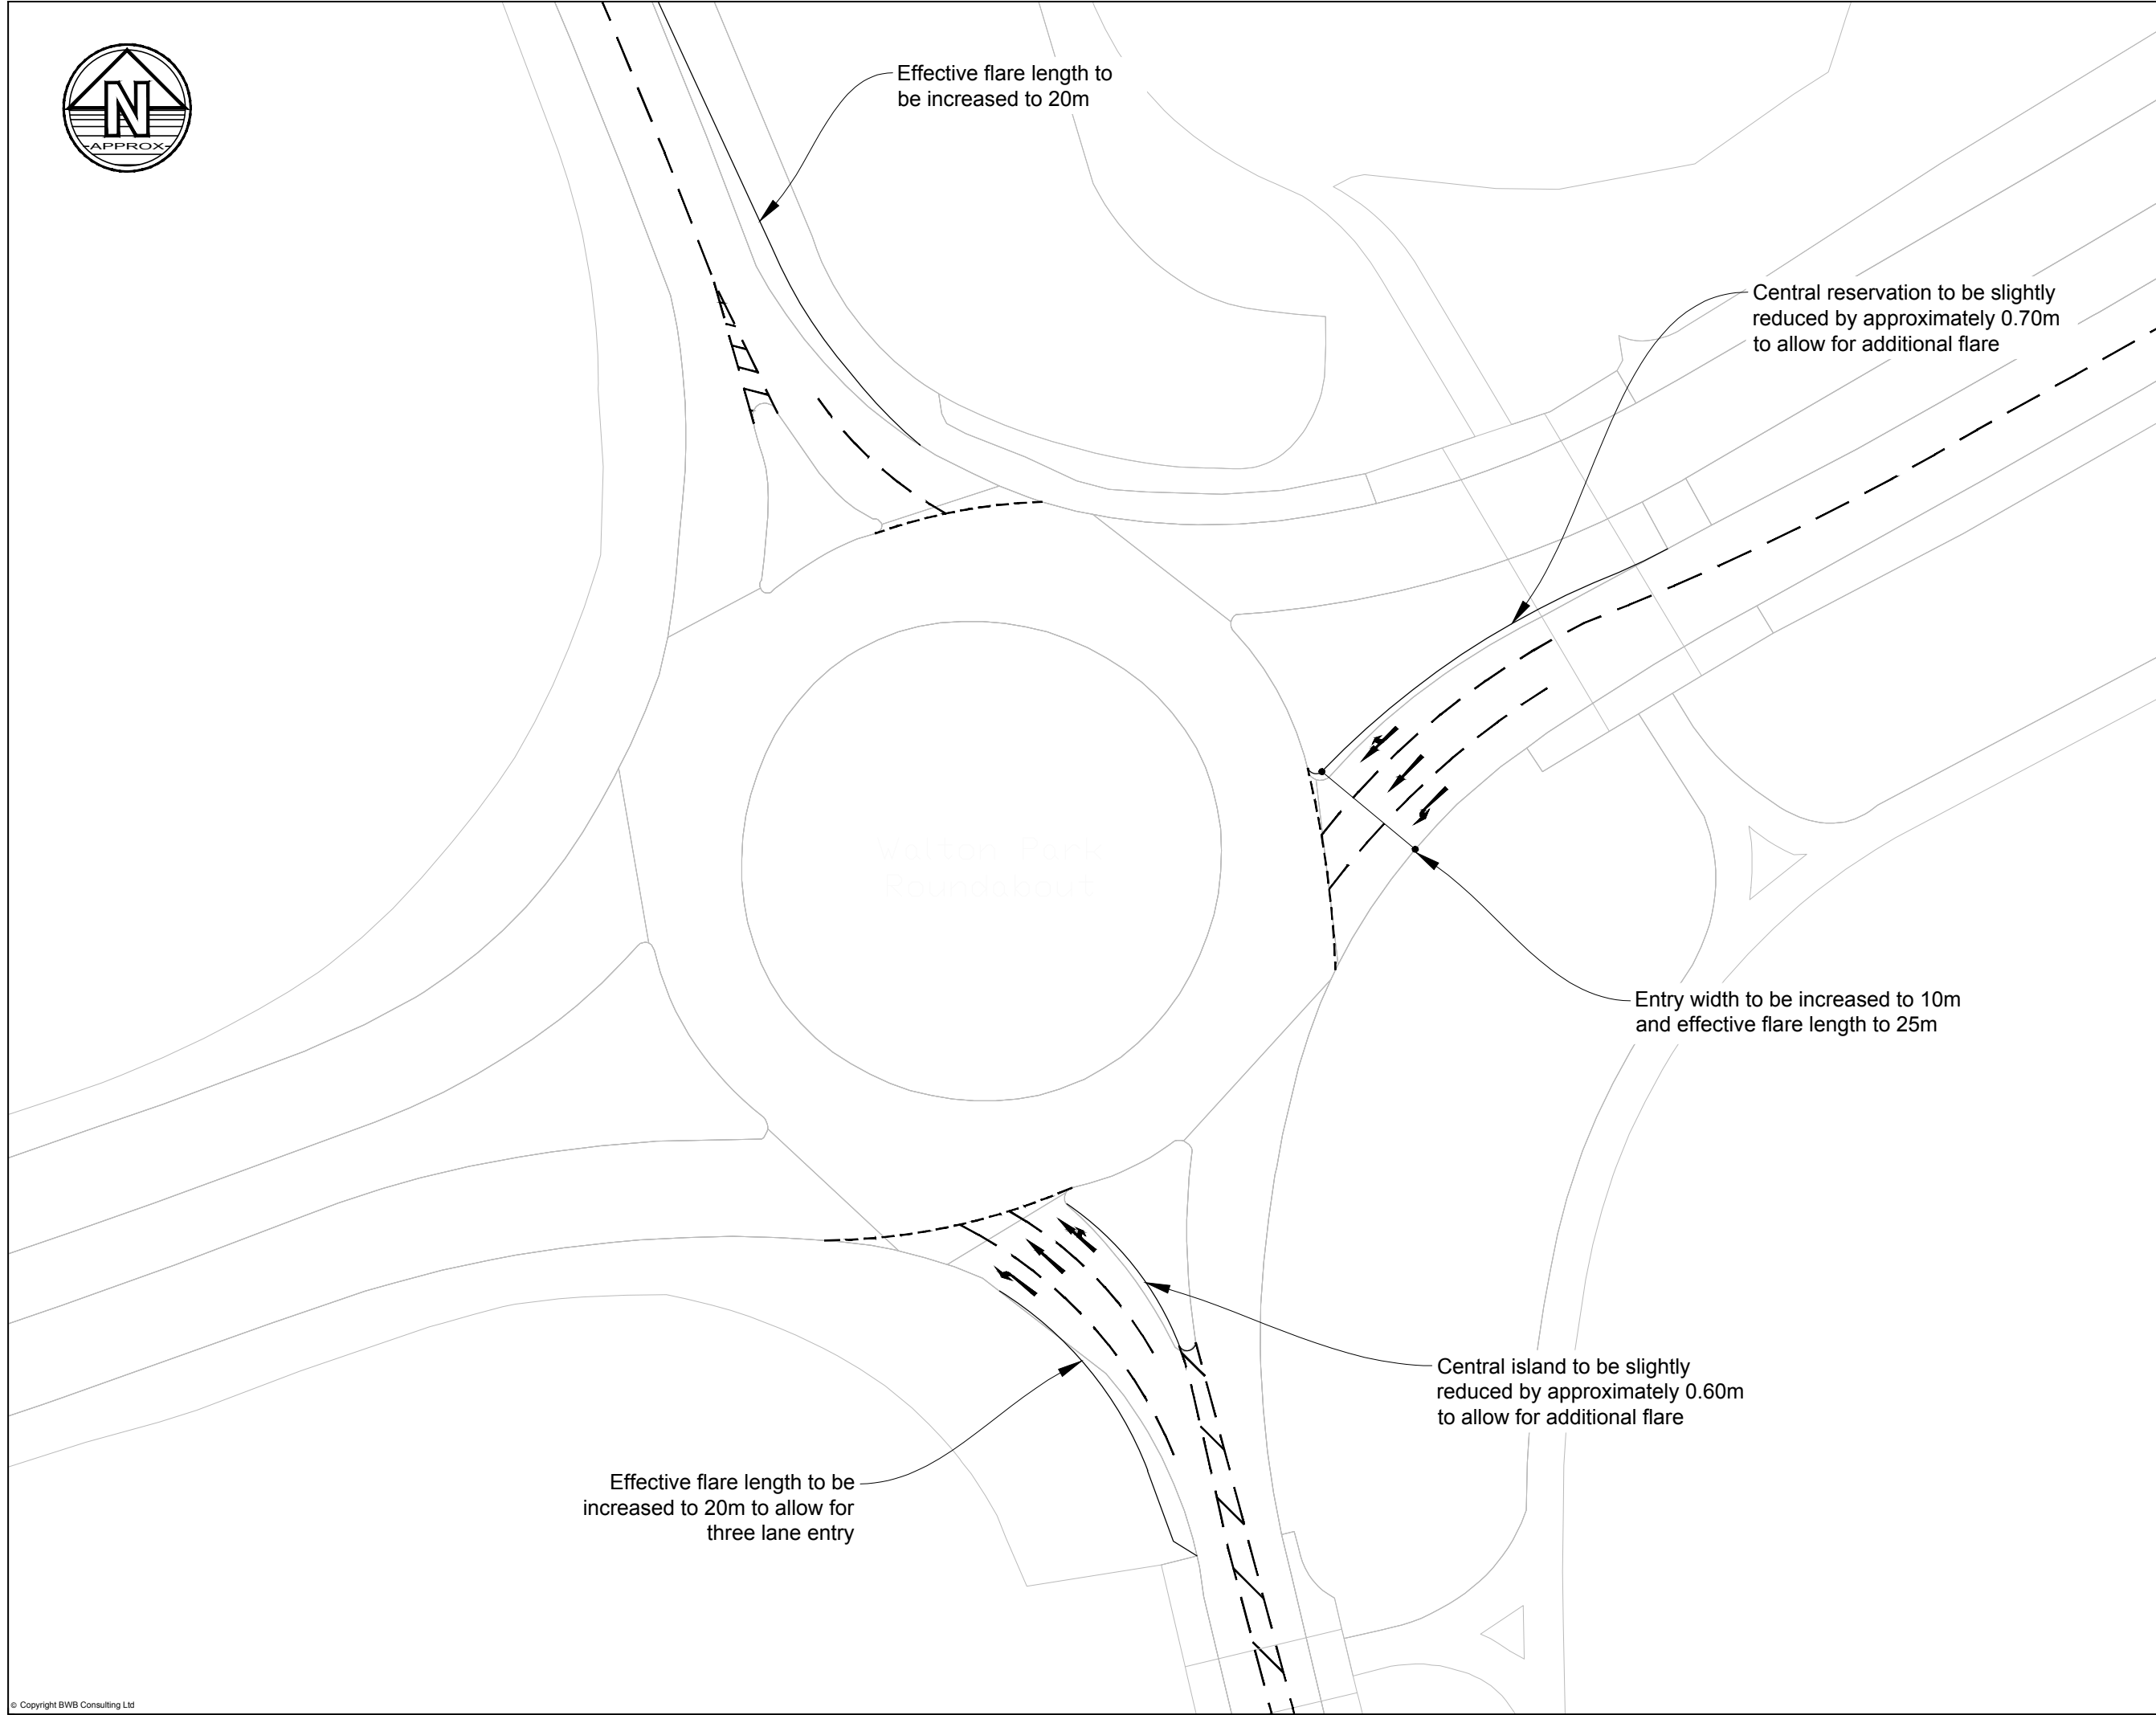 N
APPROX
Effective flare length to
be increased to 20m
Central reservation to be slightly
reduced by approximately 0.70m
to allow for additional flare
Entry width to be increased to 10m
and effective flare length to 25m
Central island to be slightly
reduced by approximately 0.60m
to allow for additional flare
Effective flare length to be
increased to 20m to allow for
three lane entry
© Copyright BWB Consulting Ltd